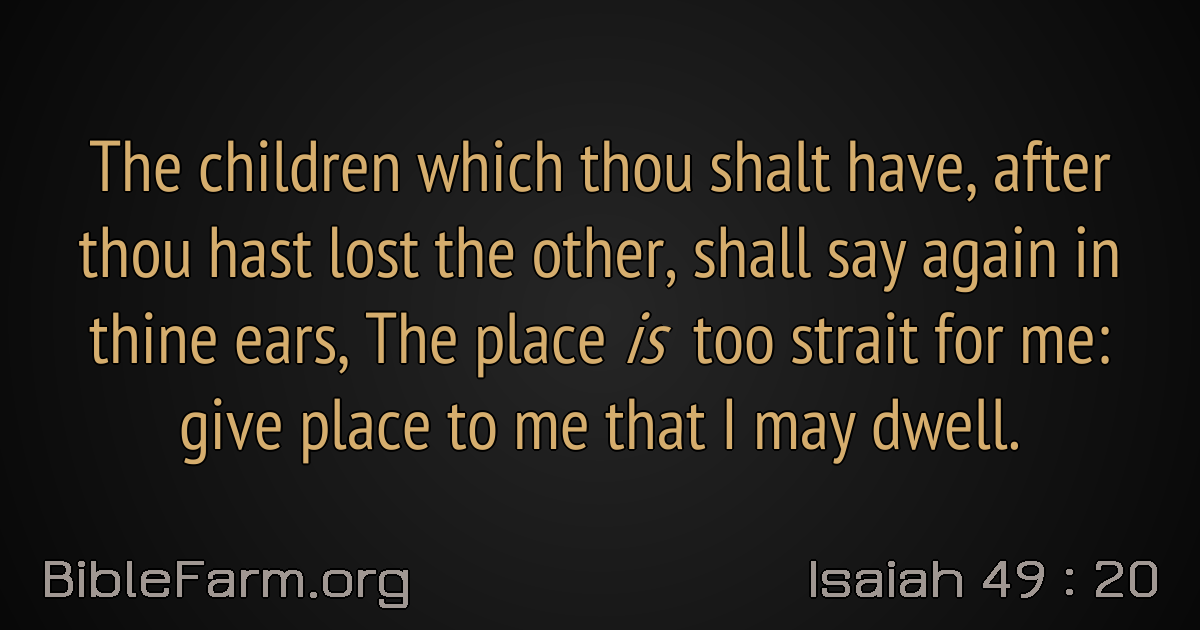 The children which thou shalt have, after
thou hast lost the other, shall say again in
thine ears, The place is too strait for me:
give place to me that I may dwell.
BibleFarm.org
Isaiah 49 : 20